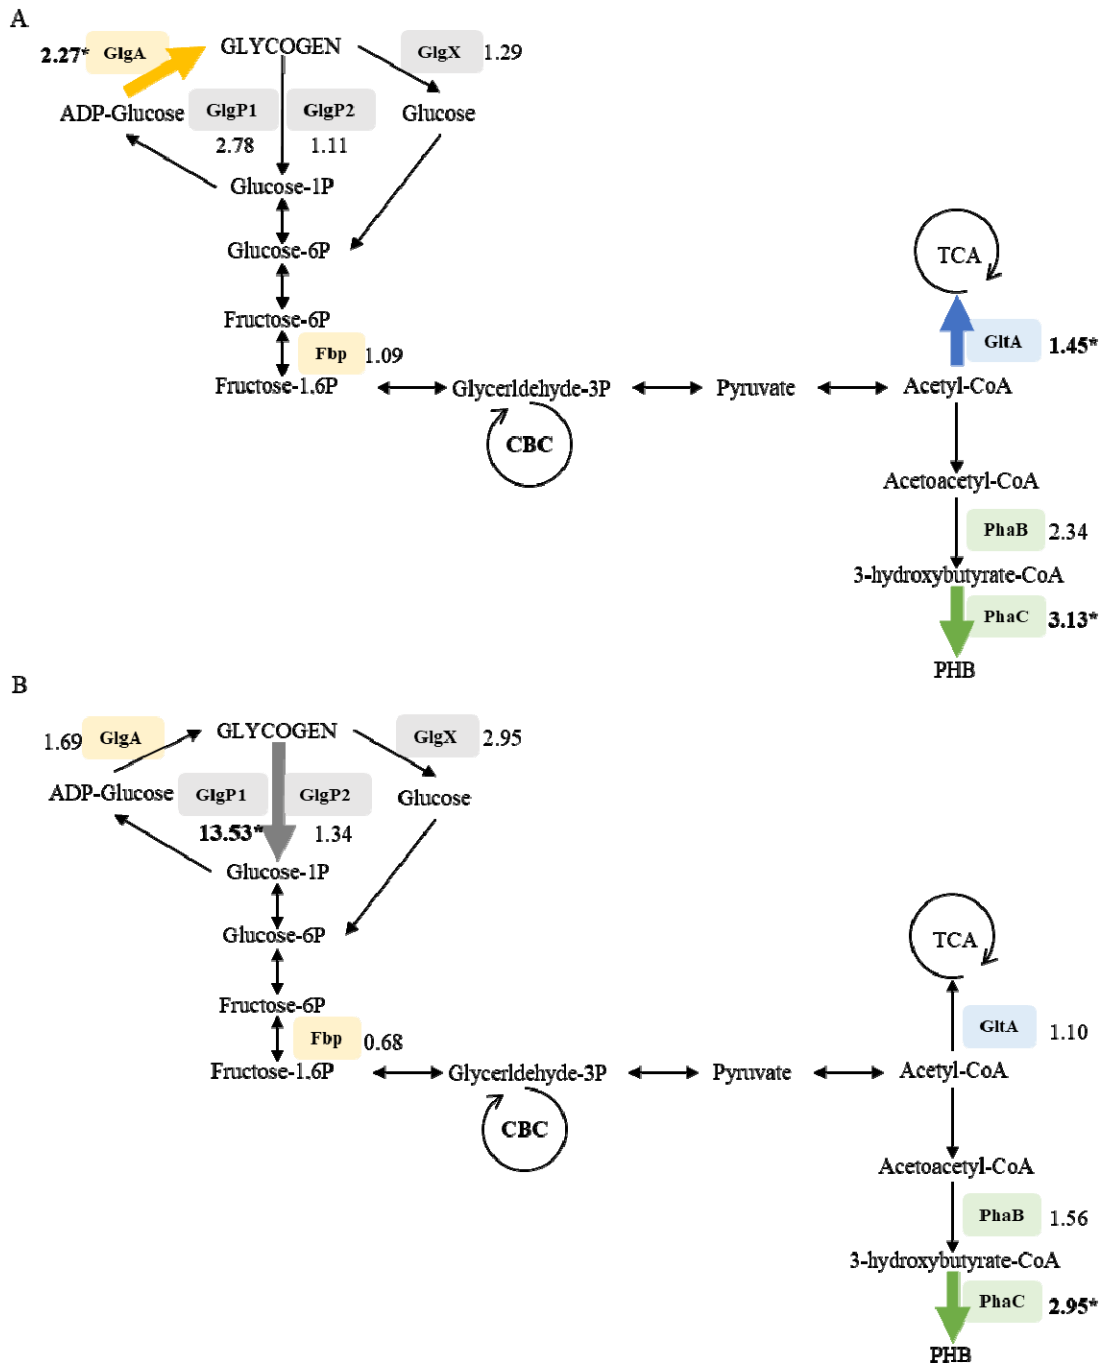 A
2.27* GlgA GLYCOGEN GlgX 1.29
ADP-Glucose GlgP1 GlgP2 Glucose
2.78 1.11
Glucose-1P
Glucose-6P
TCA
Fructose-6P
Fbp 1.09 GltA 1.45*
Fructose-1.6P Glycerldehyde-3P Pyruvate Acetyl-CoA
CBC
Acetoacetyl-CoA
PhaB 2.34
3-hydroxybutyrate-CoA
PhaC 3.13*
PHB
B
1.69 GlgA GLYCOGEN GlgX 2.95
ADP-Glucose GlgP1 GlgP2 Glucose
13.53* 1.34
Glucose-1P
Glucose-6P
TCA
Fructose-6P
Fbp 0.68 GltA 1.10
Fructose-1.6P Glycerldehyde-3P Pyruvate Acetyl-CoA
CBC
Acetoacetyl-CoA
PhaB 1.56
3-hydroxybutyrate-CoA
PhaC 2.95*
PHB